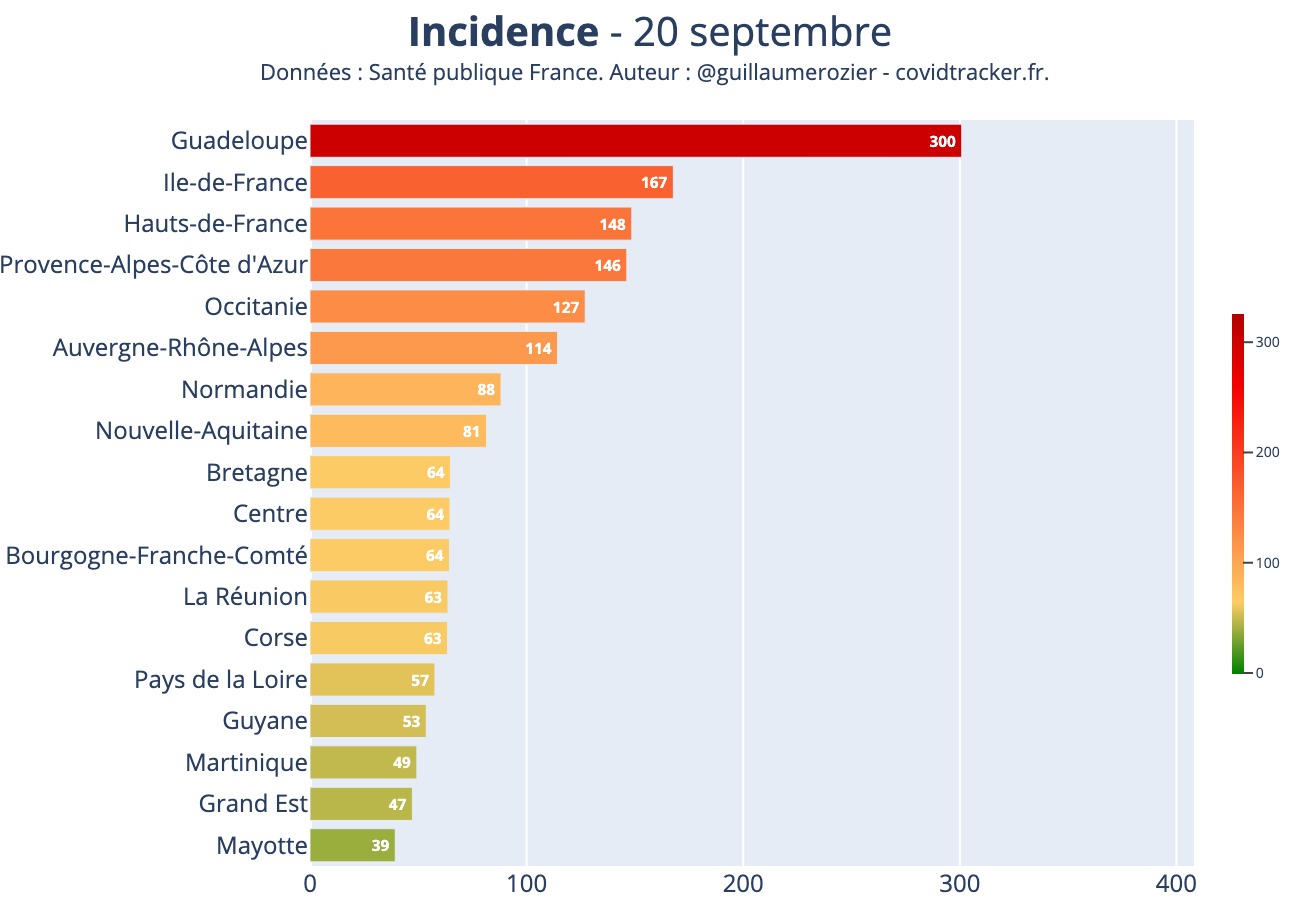 Incidence - 20 septembre
Données : Santé publique France. Auteur : @guillaumerozier - covidtracker.fr.
Guadeloupe 300
Ile-de-France 167
Hauts-de-France 148
Provence-Alpes-Côte d'Azur 146
Occitanie 127
Auvergne-Rhône-Alpes 114
Normandie 88
Nouvelle-Aquitaine 81
Bretagne 64
Centre 64
Bourgogne-Franche-Comté 64
La Réunion 63
Corse 63
Pays de la Loire 57
Guyane 53
Martinique 49
Grand Est 47
Mayotte 39
0 100 200 300 400
300
200
100
0